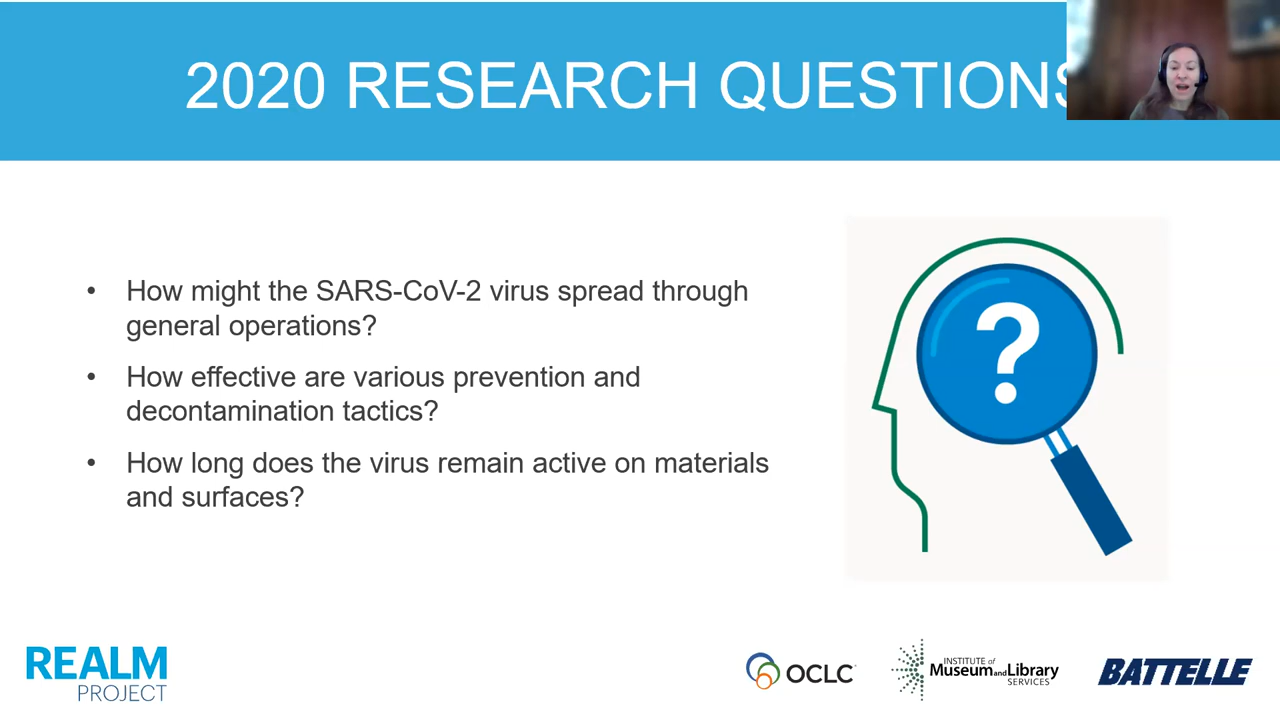 2020 RESEARCH QUESTIONS
• How might the SARS-CoV-2 virus spread through
general operations?
• How effective are various prevention and
decontamination tactics?
• How long does the virus remain active on materials
and surfaces?
?
REALM
PROJECT
OCLC
INSTITUTE of
Museum and Library
SERVICES
BATTELLE